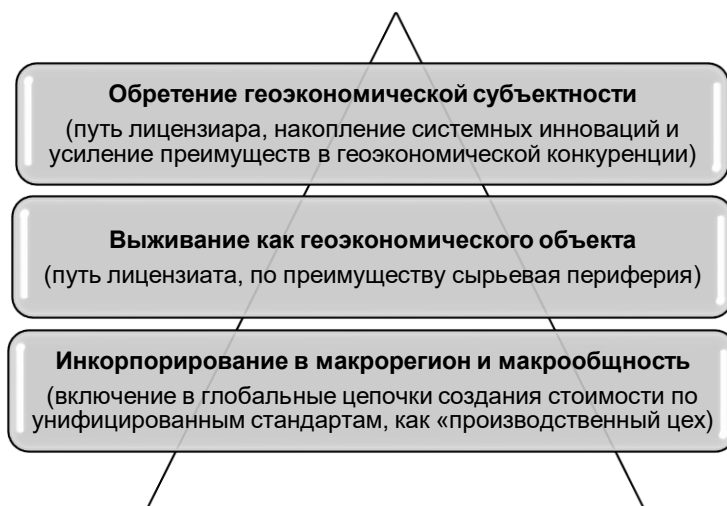 Обретение геоэкономической субъектности
(путь лицензиара, накопление системных инноваций и
усиление преимуществ в геоэкономической конкуренции)
Выживание как геоэкономического объекта
(путь лицензиата, по преимуществу сырьевая периферия)
Инкорпорирование в макрорегион и макрообщность
(включение в глобальные цепочки создания стоимости по
унифицированным стандартам, как «производственный цех)